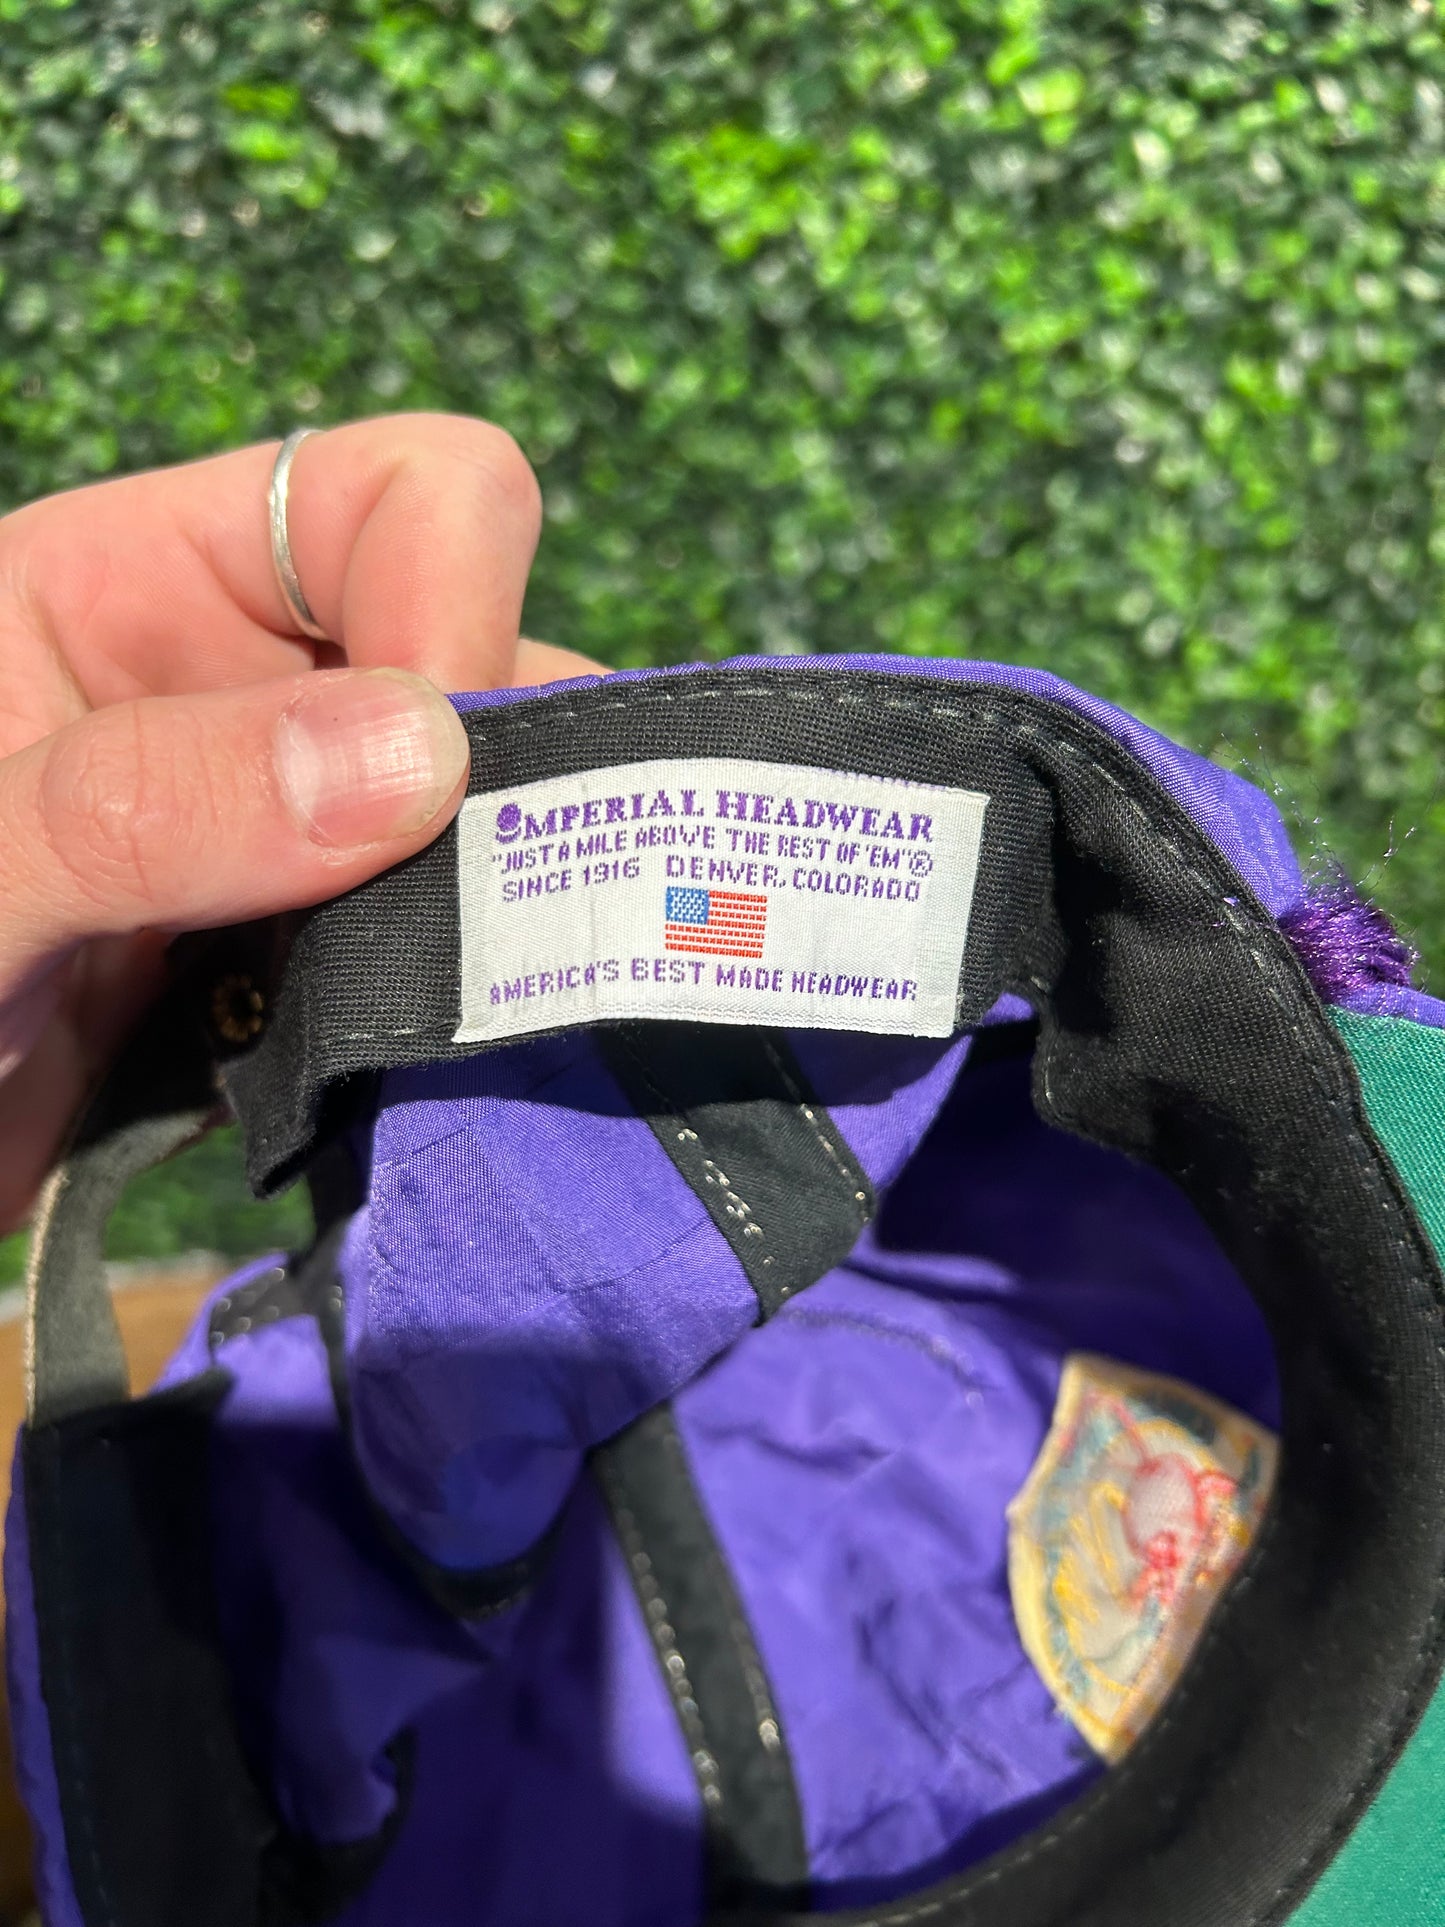 IMPERIAL HEADWEAR
"JUST A MILE ABOVE THE REST OF 'EM"®
SINCE 1916 DENVER, COLORADO
AMERICA'S BEST MADE HEADWEAR